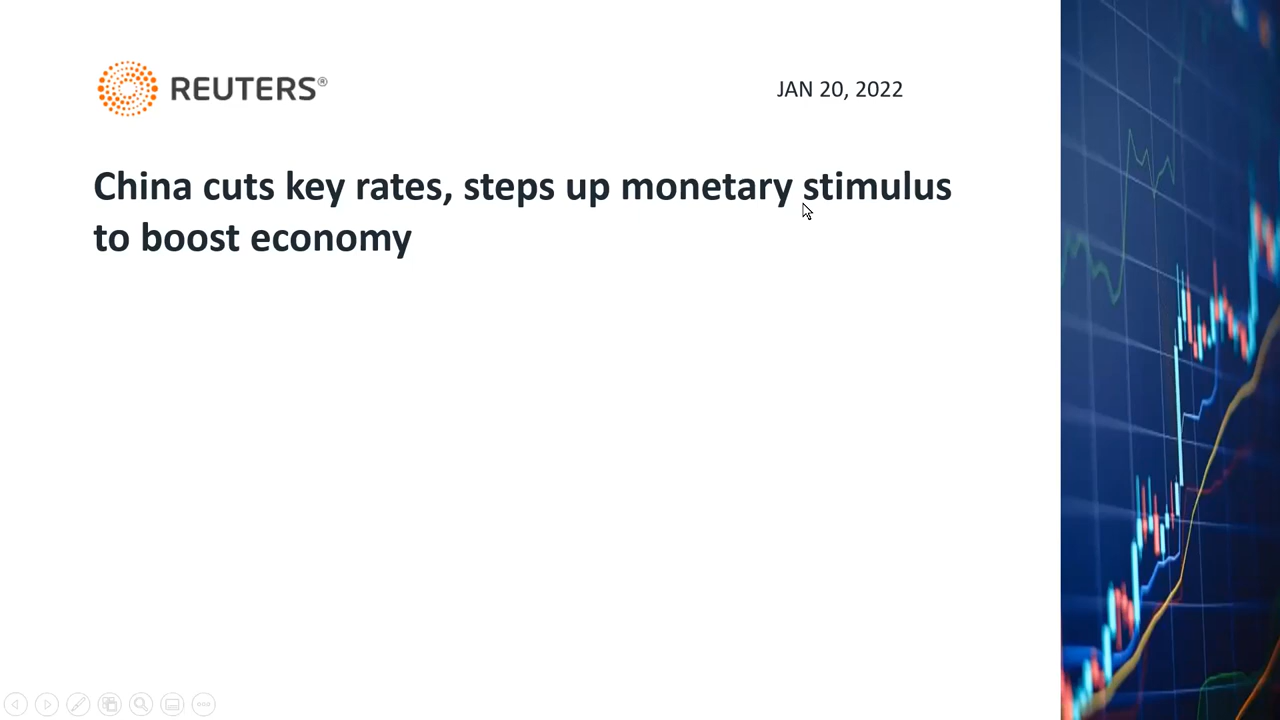 REUTERS®
JAN 20, 2022
China cuts key rates, steps up monetary stimulus
to boost economy